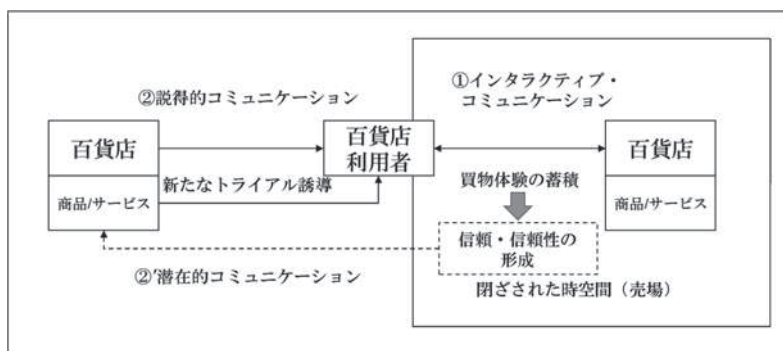 ①インタラクティブ・
コミュニケーション
②説得的コミュニケーション
百貨店
商品/サービス
新たなトライアル誘導
百貨店
利用者
百貨店
商品/サービス
買物体験の蓄積
信頼・信頼性の
形成
②'潜在的コミュニケーション
閉ざされた時空間（売場）